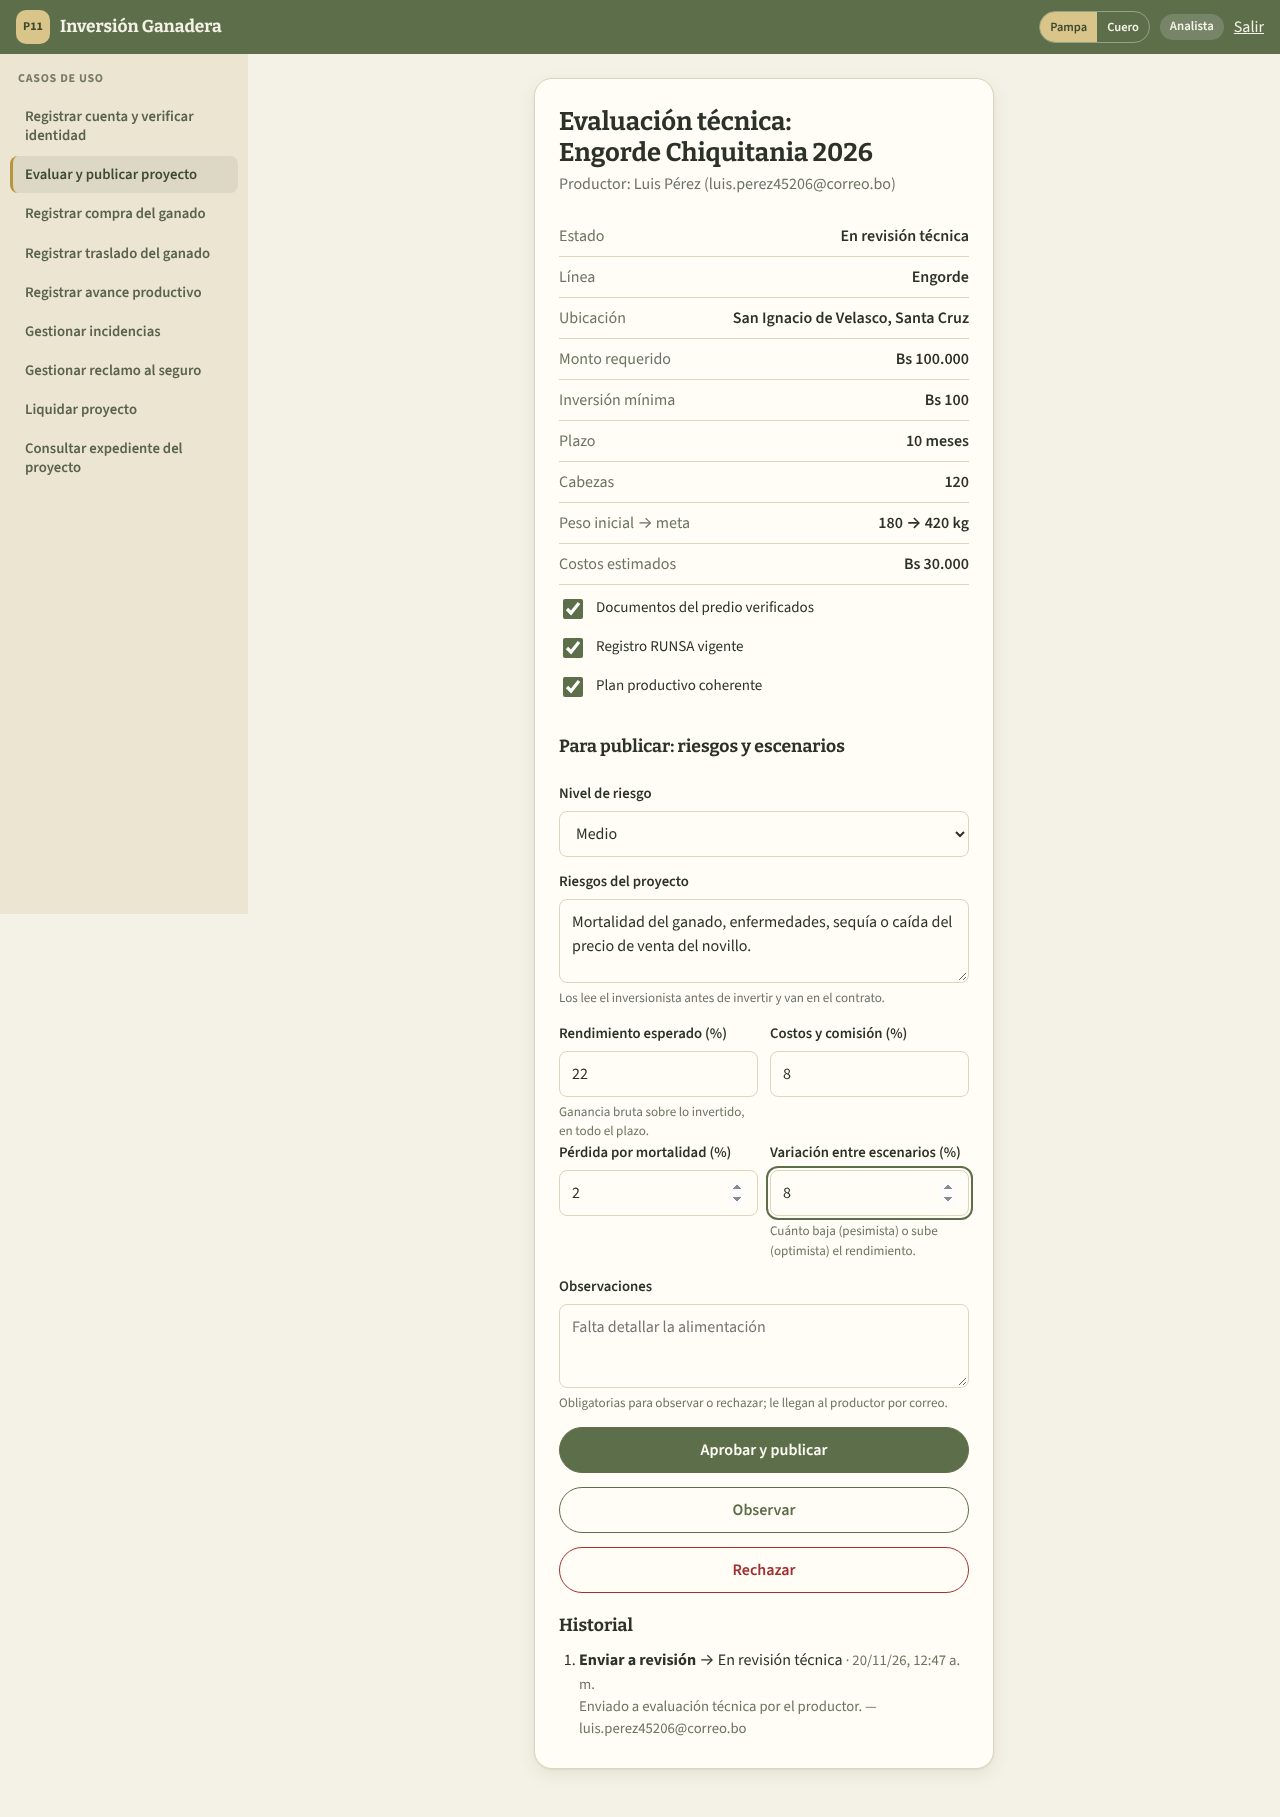 P11
Inversión Ganadera
Pampa
Cuero
Analista
Salir
CASOS DE USO
Registrar cuenta y verificar
identidad
Evaluar y publicar proyecto
Registrar compra del ganado
Registrar traslado del ganado
Registrar avance productivo
Gestionar incidencias
Gestionar reclamo al seguro
Liquidar proyecto
Consultar expediente del
proyecto
Evaluación técnica:
Engorde Chiquitania 2026
Productor: Luis Pérez (luis.perez45206@correo.bo)
Estado En revisión técnica
Línea Engorde
Ubicación San Ignacio de Velasco, Santa Cruz
Monto requerido Bs 100.000
Inversión mínima Bs 100
Plazo 10 meses
Cabezas 120
Peso inicial → meta 180 → 420 kg
Costos estimados Bs 30.000
Documentos del predio verificados
Registro RUNSA vigente
Plan productivo coherente
Para publicar: riesgos y escenarios
Nivel de riesgo
Medio
Riesgos del proyecto
Mortalidad del ganado, enfermedades, sequía o caída del
precio de venta del novillo.
Los lee el inversionista antes de invertir y van en el contrato.
Rendimiento esperado (%) Costos y comisión (%)
22 8
Ganancia bruta sobre lo invertido,
en todo el plazo.
Pérdida por mortalidad (%) Variación entre escenarios (%)
2 8
Cuánto baja (pesimista) o sube
(optimista) el rendimiento.
Observaciones
Falta detallar la alimentación
Obligatorias para observar o rechazar; le llegan al productor por correo.
Aprobar y publicar
Observar
Rechazar
Historial
1. Enviar a revisión → En revisión técnica · 20/11/26, 12:47 a.
m.
Enviado a evaluación técnica por el productor. —
luis.perez45206@correo.bo